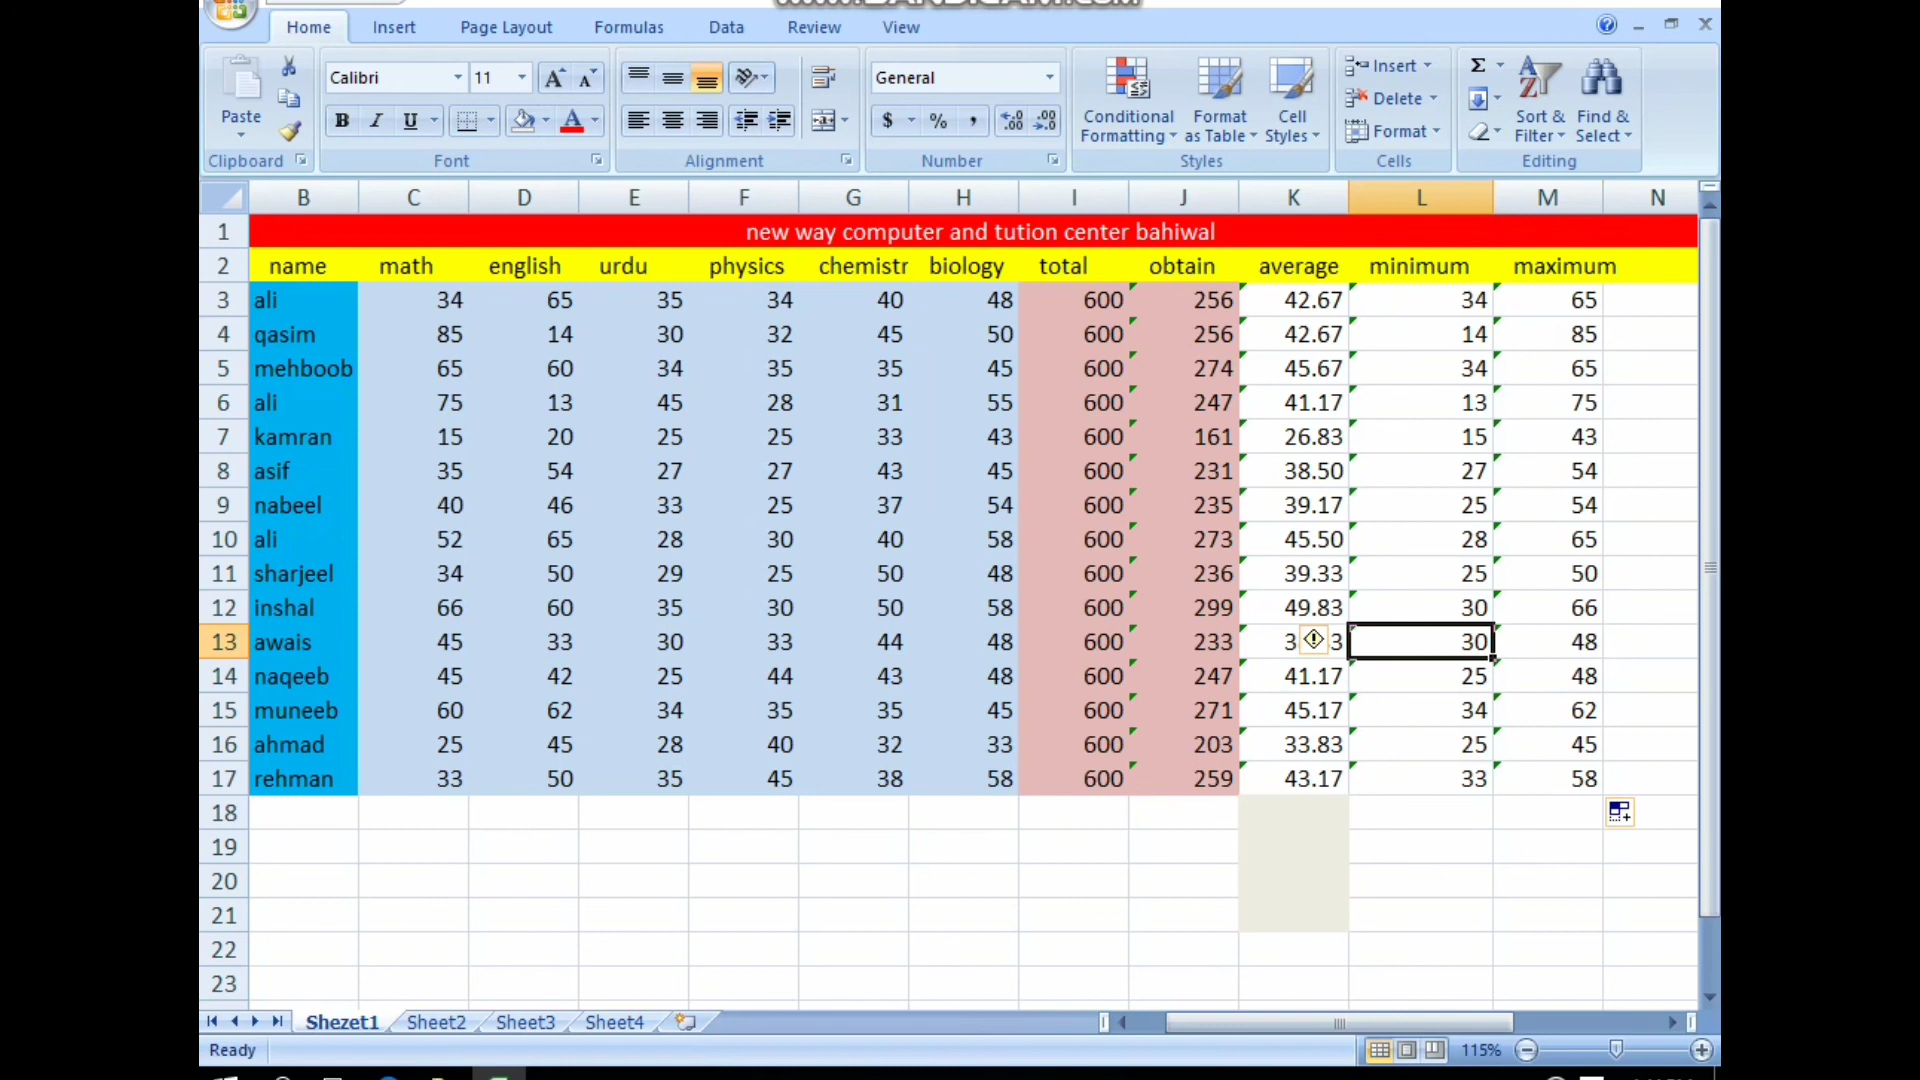 www.BANDICAM.com
Home Insert Page Layout Formulas Data Review View
Calibri 11 General
Paste B I U $ % , Conditional Formatting Format as Table Cell Styles Insert Delete Format Σ Sort & Filter Find & Select
Clipboard Font Alignment Number Styles Cells Editing
B C D E F G H I J K L M N
1 new way computer and tution center bahiwal
2 name math english urdu physics chemistr biology total obtain average minimum maximum
3 ali 34 65 35 34 40 48 600 256 42.67 34 65
4 qasim 85 14 30 32 45 50 600 256 42.67 14 85
5 mehboob 65 60 34 35 35 45 600 274 45.67 34 65
6 ali 75 13 45 28 31 55 600 247 41.17 13 75
7 kamran 15 20 25 25 33 43 600 161 26.83 15 43
8 asif 35 54 27 27 43 45 600 231 38.50 27 54
9 nabeel 40 46 33 25 37 54 600 235 39.17 25 54
10 ali 52 65 28 30 40 58 600 273 45.50 28 65
11 sharjeel 34 50 29 25 50 48 600 236 39.33 25 50
12 inshal 66 60 35 30 50 58 600 299 49.83 30 66
13 awais 45 33 30 33 44 48 600 233 3 3 30 48
14 naqeeb 45 42 25 44 43 48 600 247 41.17 25 48
15 muneeb 60 62 34 35 35 45 600 271 45.17 34 62
16 ahmad 25 45 28 40 32 33 600 203 33.83 25 45
17 rehman 33 50 35 45 38 58 600 259 43.17 33 58
18
19
20
21
22
23
Shezet1 Sheet2 Sheet3 Sheet4
Ready 115%